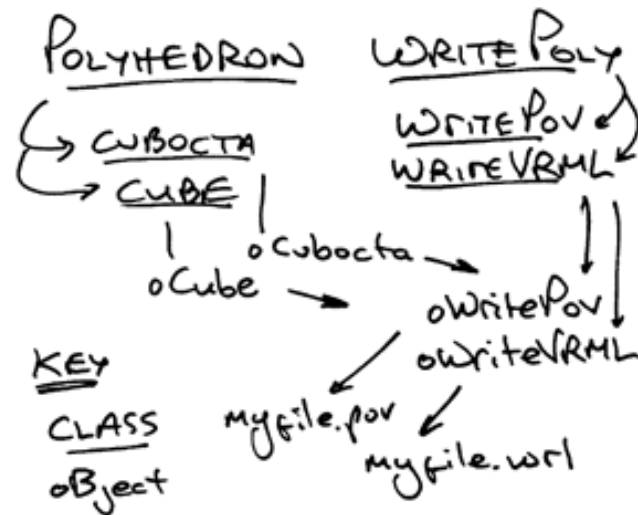 POLYHEDRON
CUBOCTA
CUBE
oCubocta
oCube
WRITEPOLY
WRITEPOV
WRITEVRML
oWritePov
oWriteVRML
myfile.pov
myfile.wrl
KEY
CLASS
oBject